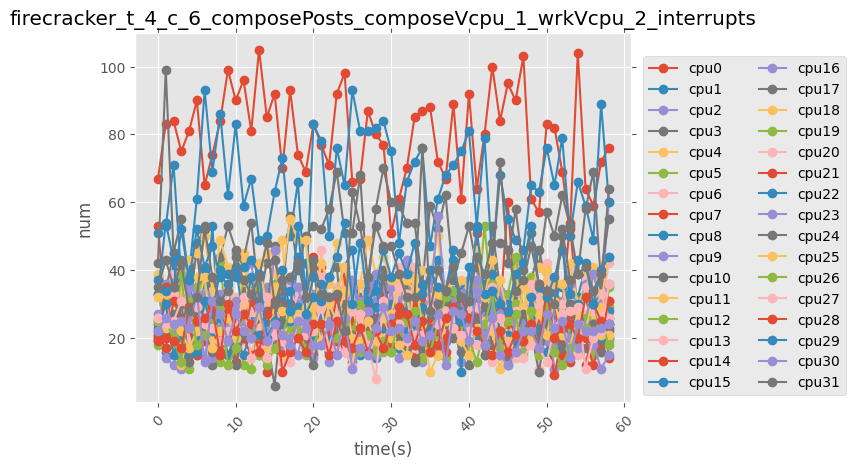 firecracker_t_4_c_6_composePosts_composeVcpu_1_wrkVcpu_2_interrupts
num
100
80
60
40
20
0
10
20
30
40
50
60
time(s)
cpu0
cpu1
cpu2
cpu3
cpu4
cpu5
cpu6
cpu7
cpu8
cpu9
cpu10
cpu11
cpu12
cpu13
cpu14
cpu15
cpu16
cpu17
cpu18
cpu19
cpu20
cpu21
cpu22
cpu23
cpu24
cpu25
cpu26
cpu27
cpu28
cpu29
cpu30
cpu31